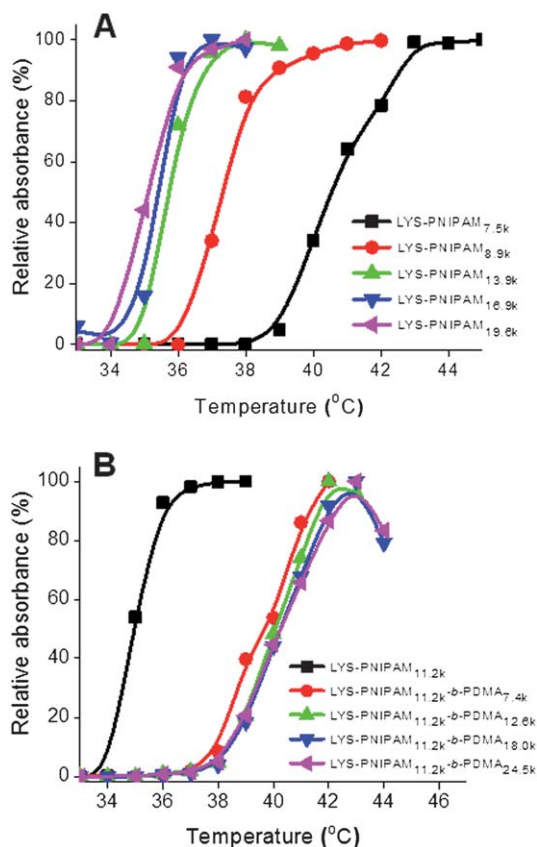 A
Relative absorbance (%)
100
80
60
40
20
0
LYS-PNIPAM7.5k
LYS-PNIPAM8.9k
LYS-PNIPAM13.9k
LYS-PNIPAM16.9k
LYS-PNIPAM19.6k
34 36 38 40 42 44
Temperature (°C)
B
Relative absorbance (%)
100
80
60
40
20
0
LYS-PNIPAM11.2k
LYS-PNIPAM11.2k-b-PDMA7.4k
LYS-PNIPAM11.2k-b-PDMA12.6k
LYS-PNIPAM11.2k-b-PDMA18.0k
LYS-PNIPAM11.2k-b-PDMA24.5k
34 36 38 40 42 44 46
Temperature (°C)